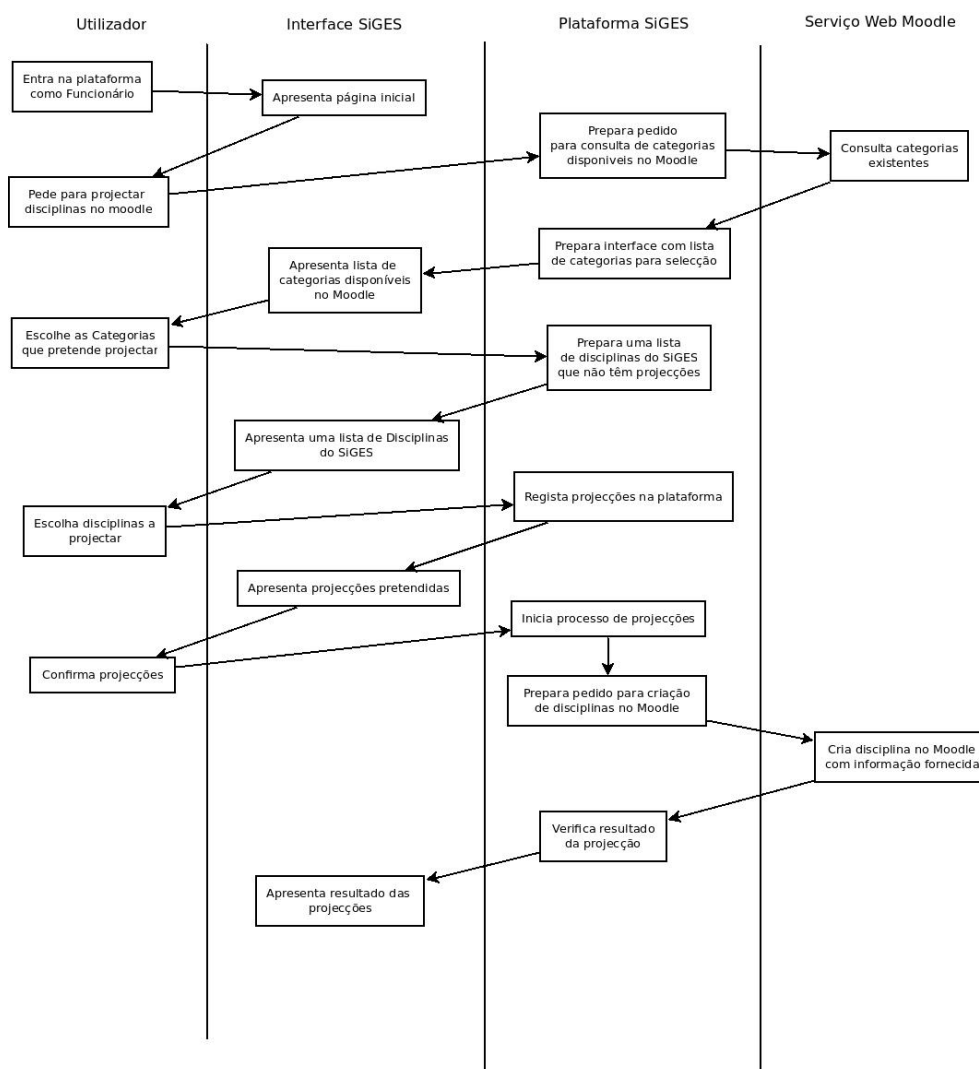 Utilizador
Interface SiGES
Plataforma SiGES
Serviço Web Moodle
Entra na plataforma
como Funcionário
Apresenta página inicial
Prepara pedido
para consulta de categorias
disponiveis no Moodle
Consulta categorias
existentes
Pede para projectar
disciplinas no moodle
Prepara interface com lista
de categorias para selecção
Apresenta lista de
categorias disponíveis
no Moodle
Escolhe as Categorias
que pretende projectar
Prepara uma lista
de disciplinas do SiGES
que não têm projecções
Apresenta uma lista de Disciplinas
do SiGES
Regista projecções na plataforma
Escolha disciplinas a
projectar
Apresenta projecções pretendidas
Inicia processo de projecções
Confirma projecções
Prepara pedido para criação
de disciplinas no Moodle
Cria disciplina no Moodle
com informação fornecida
Verifica resultado
da projecção
Apresenta resultado das
projecções